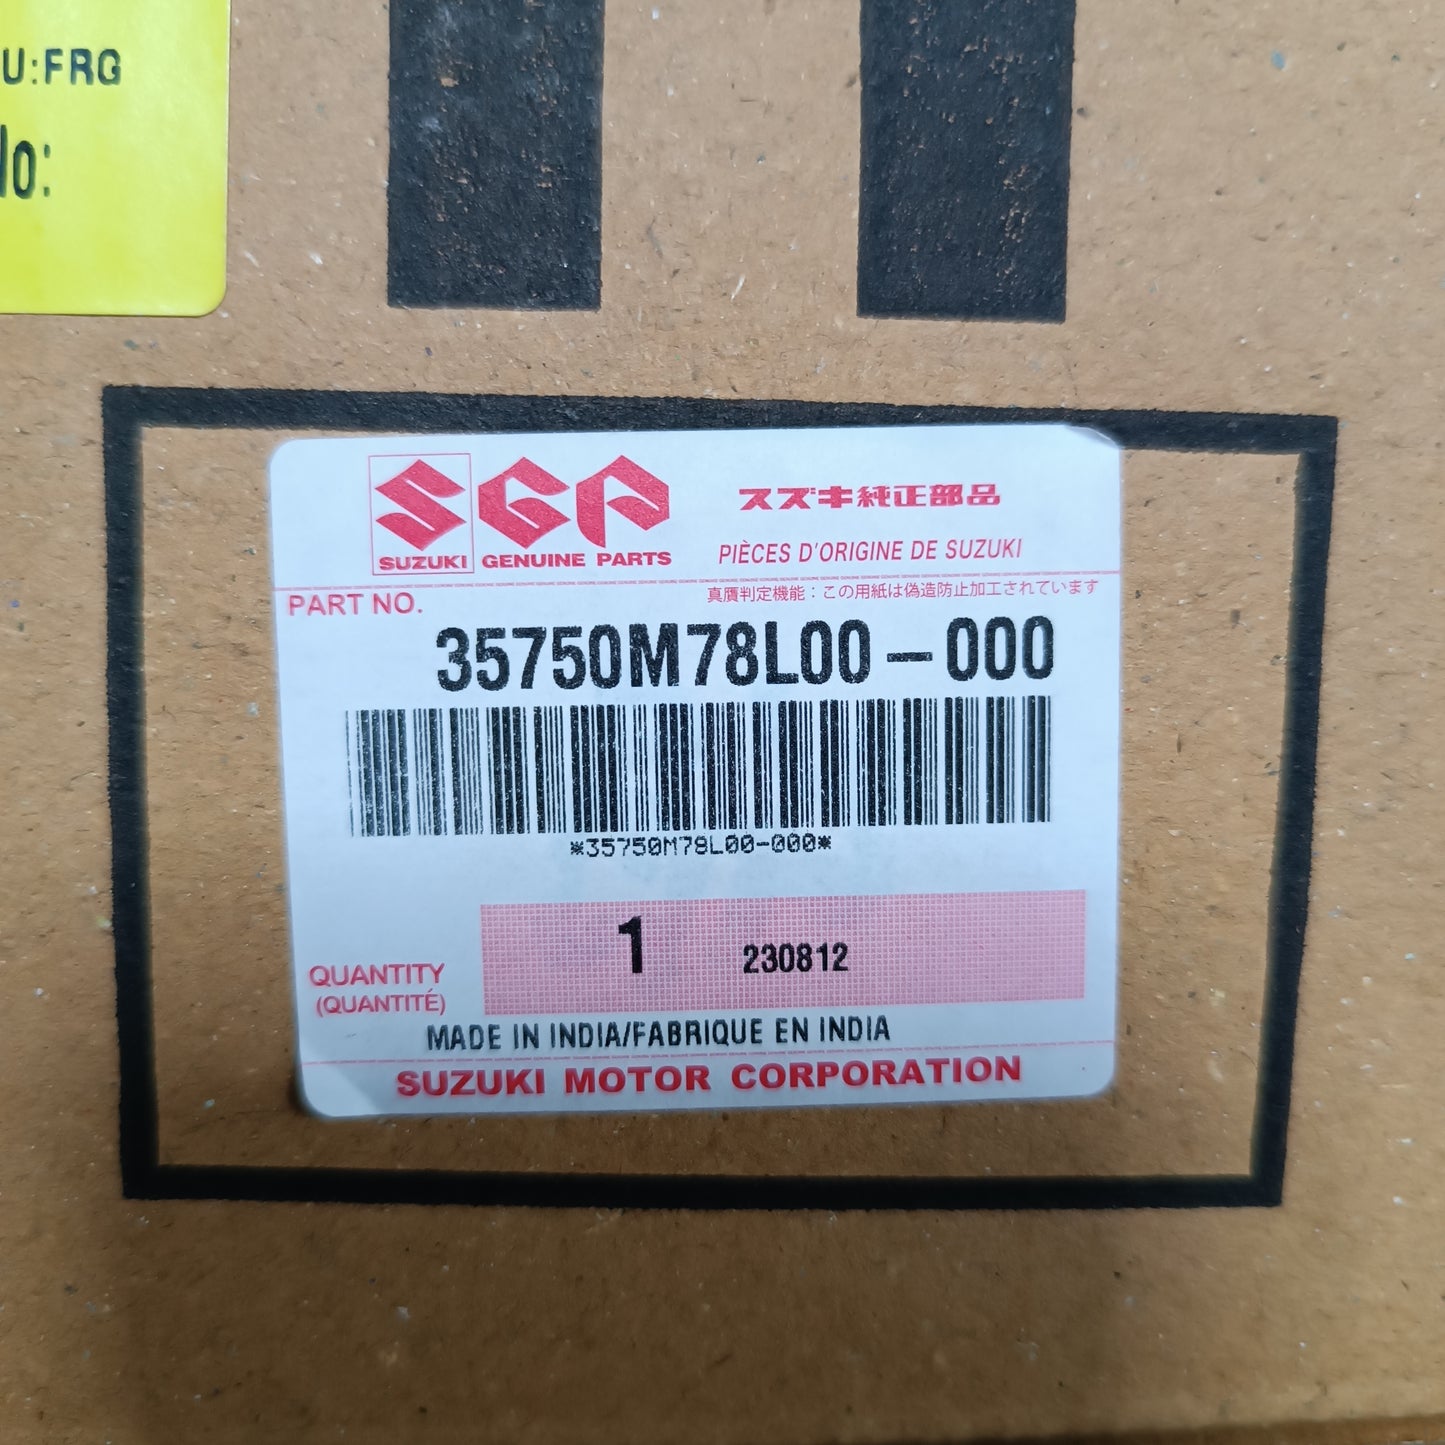 U:FRG
No:
SUZUKI
SGP
GENUINE PARTS
スズキ純正部品
PIÈCES D'ORIGINE DE SUZUKI
真贋判定機能：この用紙は偽造防止加工されています
PART NO.
35750M78L00-000
*35750M78L00-000*
1 230812
QUANTITY
(QUANTITÉ)
MADE IN INDIA/FABRIQUE EN INDIA
SUZUKI MOTOR CORPORATION